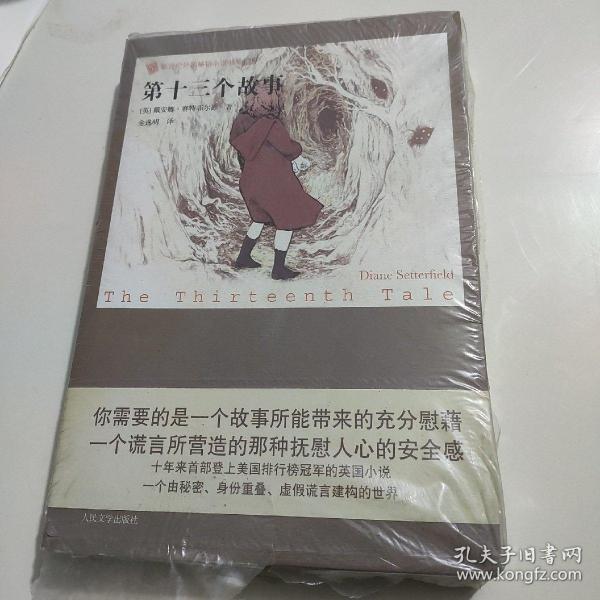 第十三个故事
[英] 戴安娜·赛特菲尔德 著
金逸明 译
Diane Setterfield
The Thirteenth Tale
你需要的是一个故事所能带来的充分慰藉
一个谎言所营造的那种抚慰人心的安全感
十年来首部登上美国排行榜冠军的英国小说
一个由秘密、身份重叠、虚假谎言建构的世界
人民文学出版社
孔夫子旧书网
www.kongfz.com